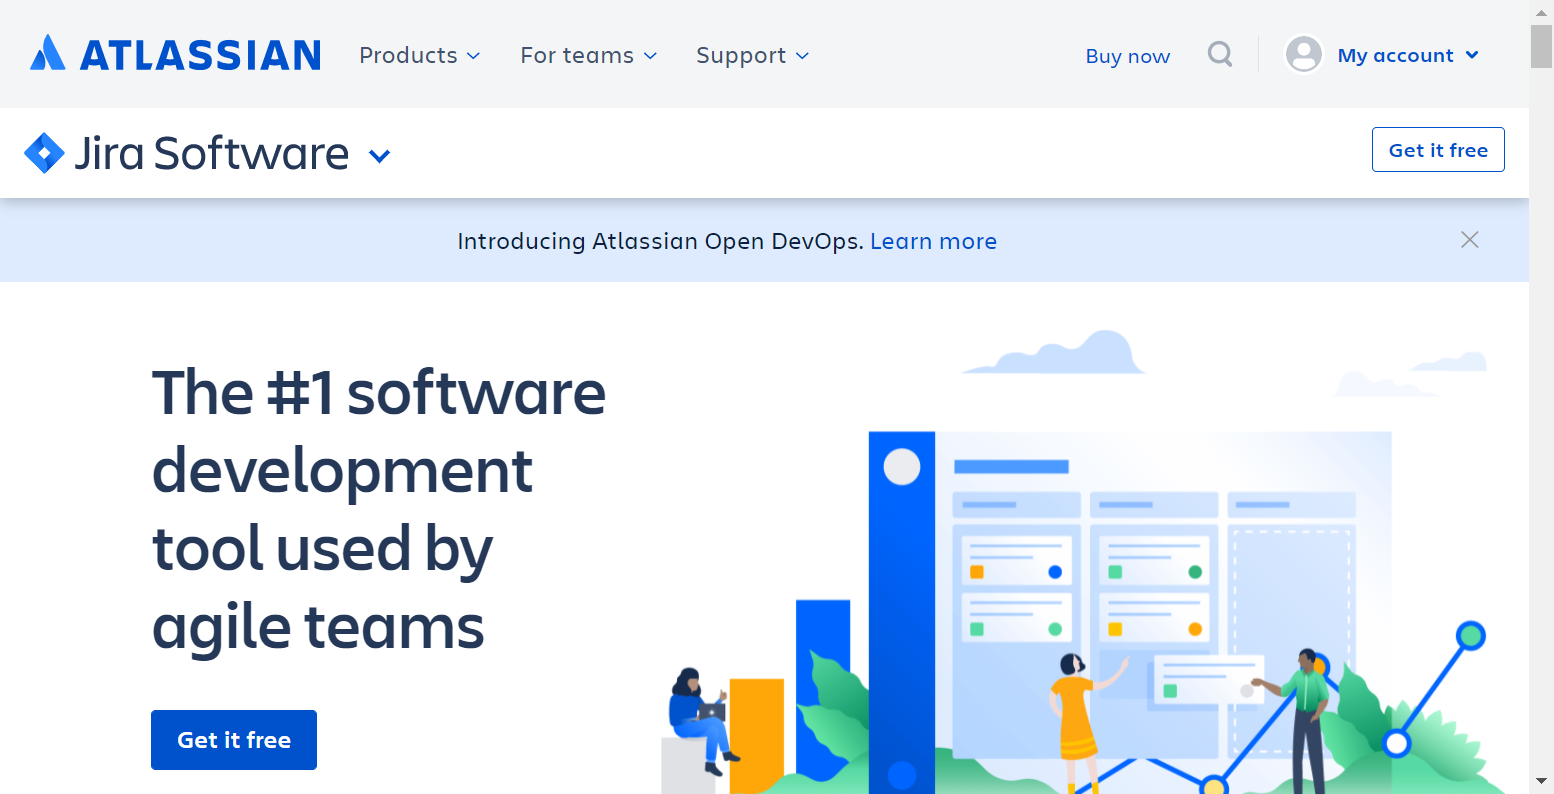 ATLASSIAN Products For teams Support Buy now My account
Jira Software Get it free
Introducing Atlassian Open DevOps. Learn more
The #1 software
development
tool used by
agile teams
Get it free